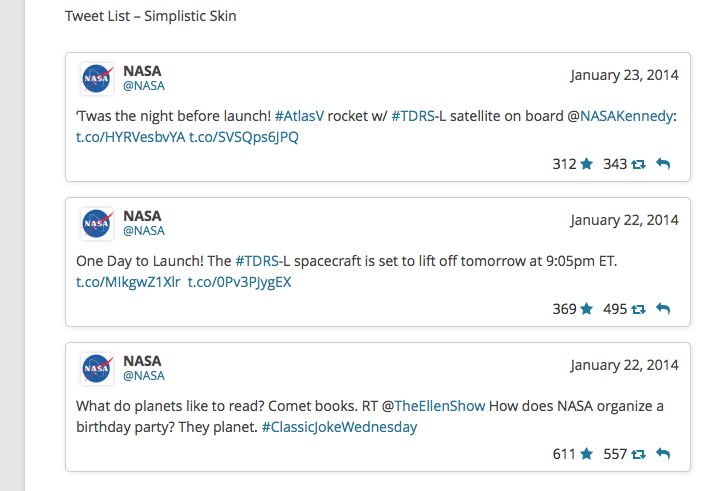 Tweet List – Simplistic Skin
NASA
NASA
@NASA
January 23, 2014
‘Twas the night before launch! #AtlasV rocket w/ #TDRS-L satellite on board @NASAKennedy:
t.co/HYRVesbvYA t.co/SVSQps6JPQ
312 343
NASA
NASA
@NASA
January 22, 2014
One Day to Launch! The #TDRS-L spacecraft is set to lift off tomorrow at 9:05pm ET.
t.co/MIkgwZ1Xlr t.co/0Pv3PJygEX
369 495
NASA
NASA
@NASA
January 22, 2014
What do planets like to read? Comet books. RT @TheEllenShow How does NASA organize a
birthday party? They planet. #ClassicJokeWednesday
611 557